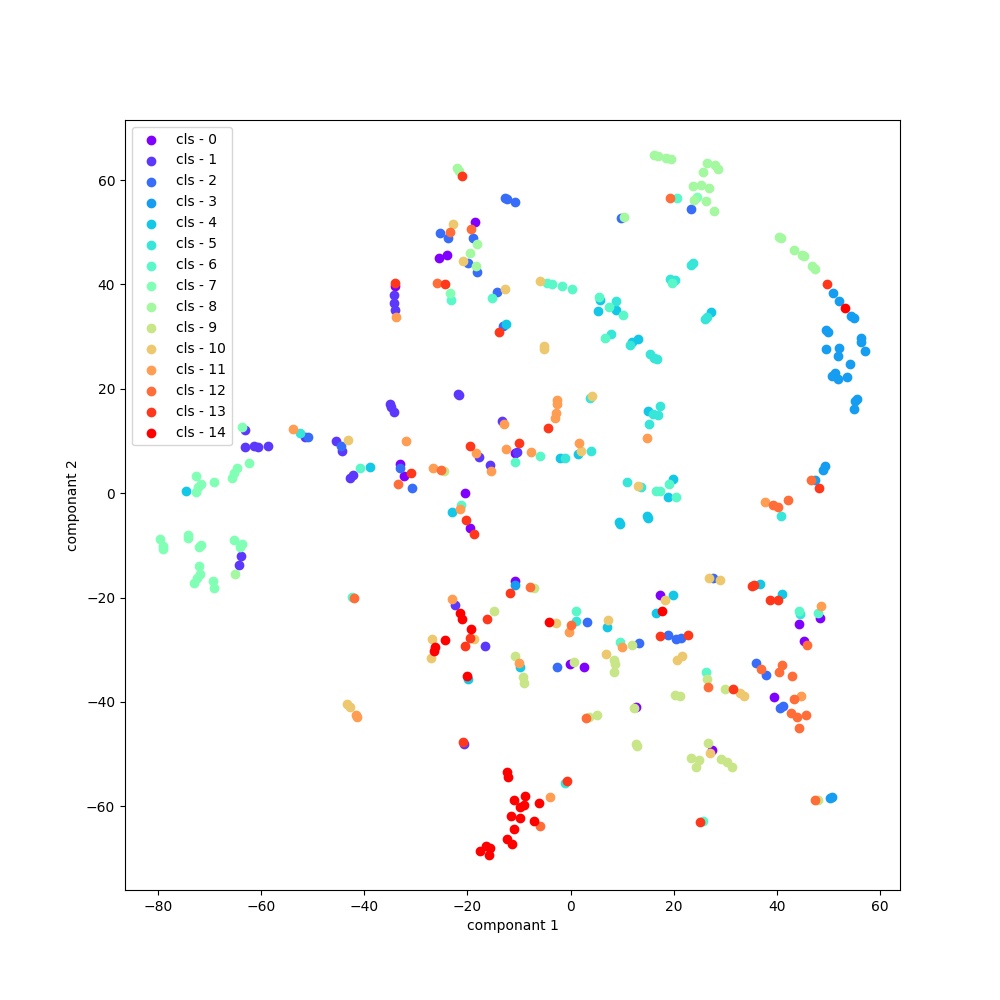 cls - 0
cls - 1
cls - 2
cls - 3
cls - 4
cls - 5
cls - 6
cls - 7
cls - 8
cls - 9
cls - 10
cls - 11
cls - 12
cls - 13
cls - 14
60
40
20
0
−20
−40
−60
componant 2
−80 −60 −40 −20 0 20 40 60
componant 1